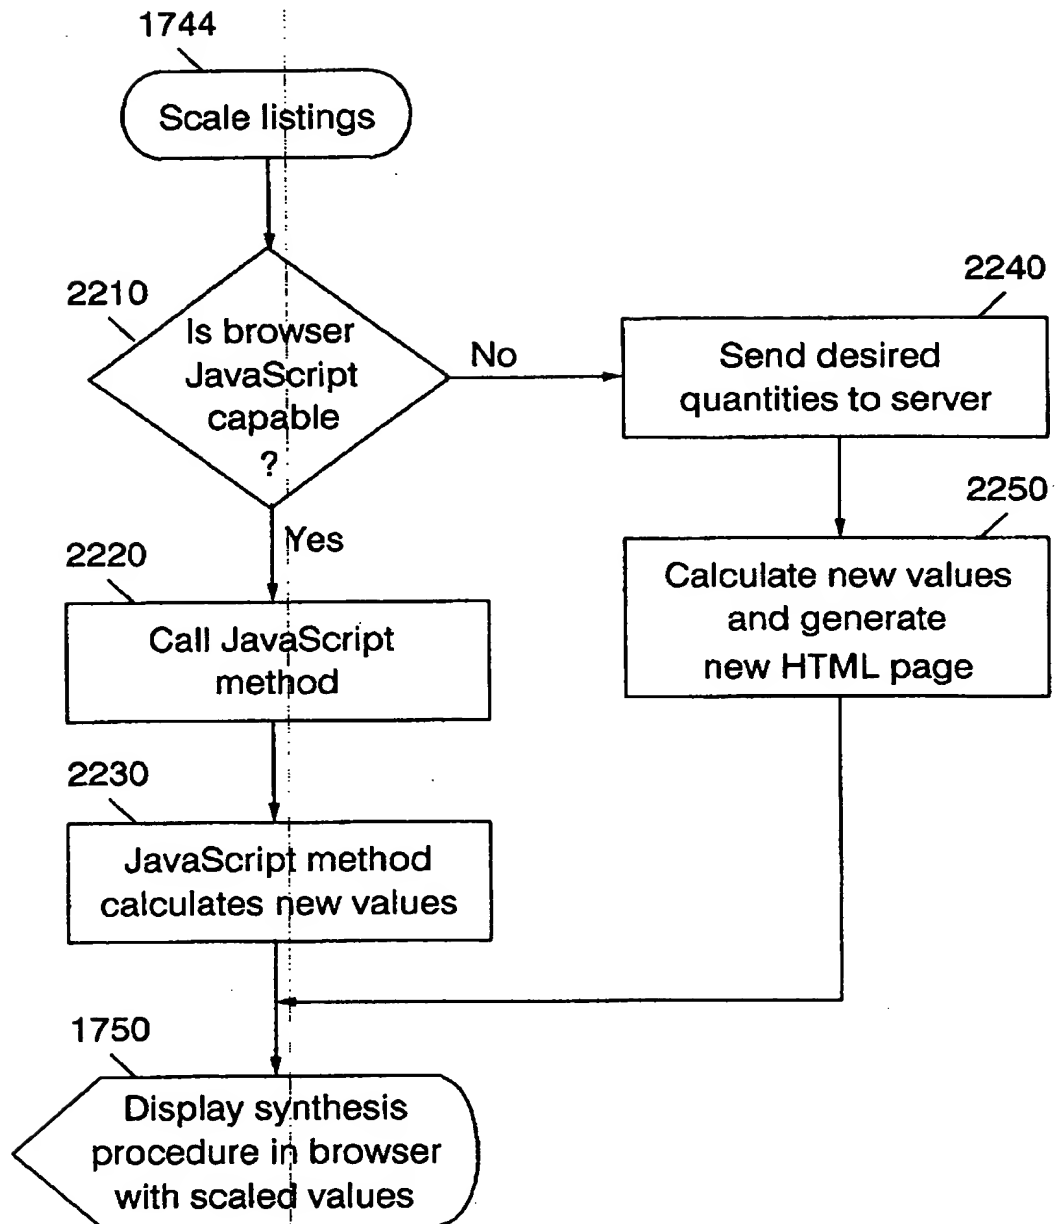 1744
Scale listings
2210
Is browser
JavaScript
capable
?
No
2240
Send desired
quantities to server
Yes
2250
Calculate new values
and generate
new HTML page
2220
Call JavaScript
method
2230
JavaScript method
calculates new values
1750
Display synthesis
procedure in browser
with scaled values